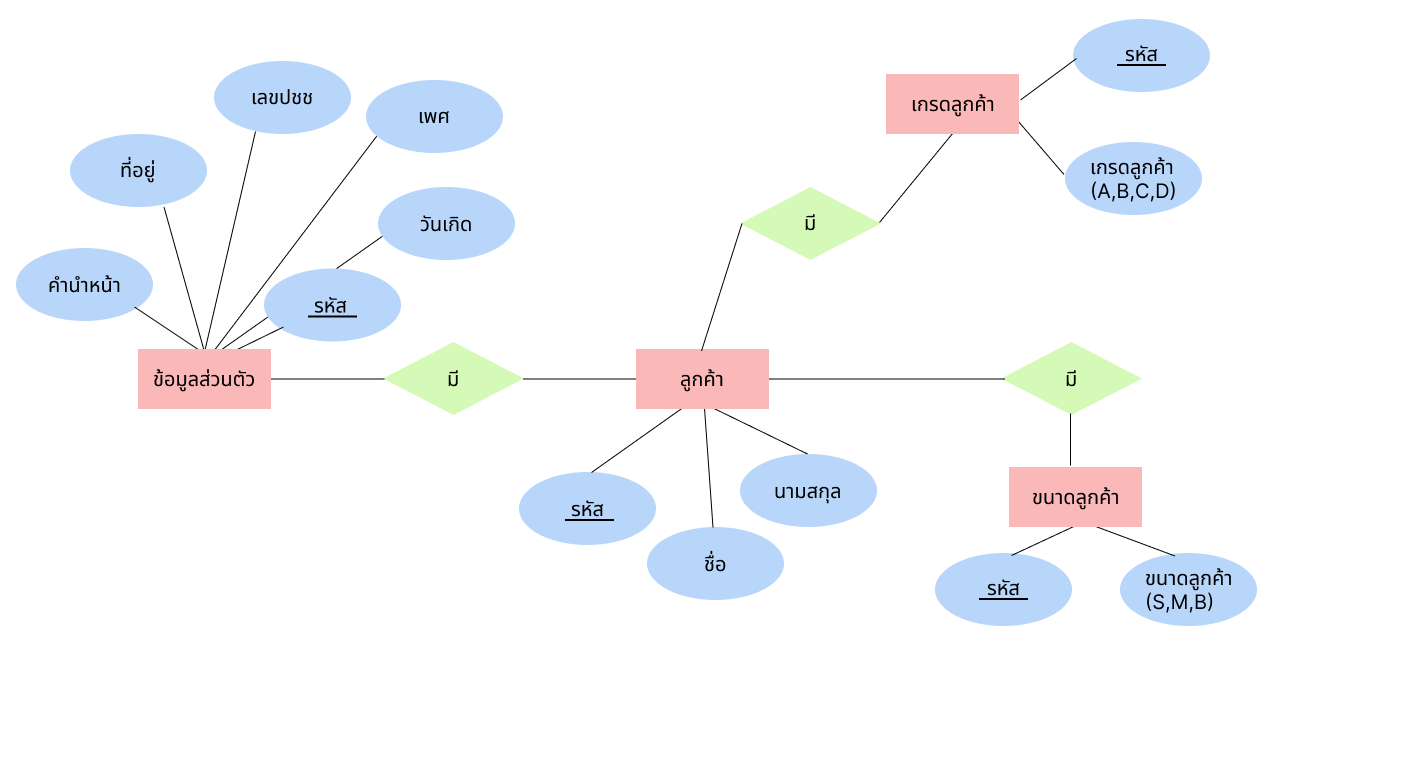 รหัส
เลขปชช
เกรดลูกค้า
เพศ
ที่อยู่
เกรดลูกค้า
(A,B,C,D)
วันเกิด
มี
คำนำหน้า
รหัส
ข้อมูลส่วนตัว
มี
ลูกค้า
มี
นามสกุล
ขนาดลูกค้า
รหัส
ชื่อ
รหัส
ขนาดลูกค้า
(S,M,B)